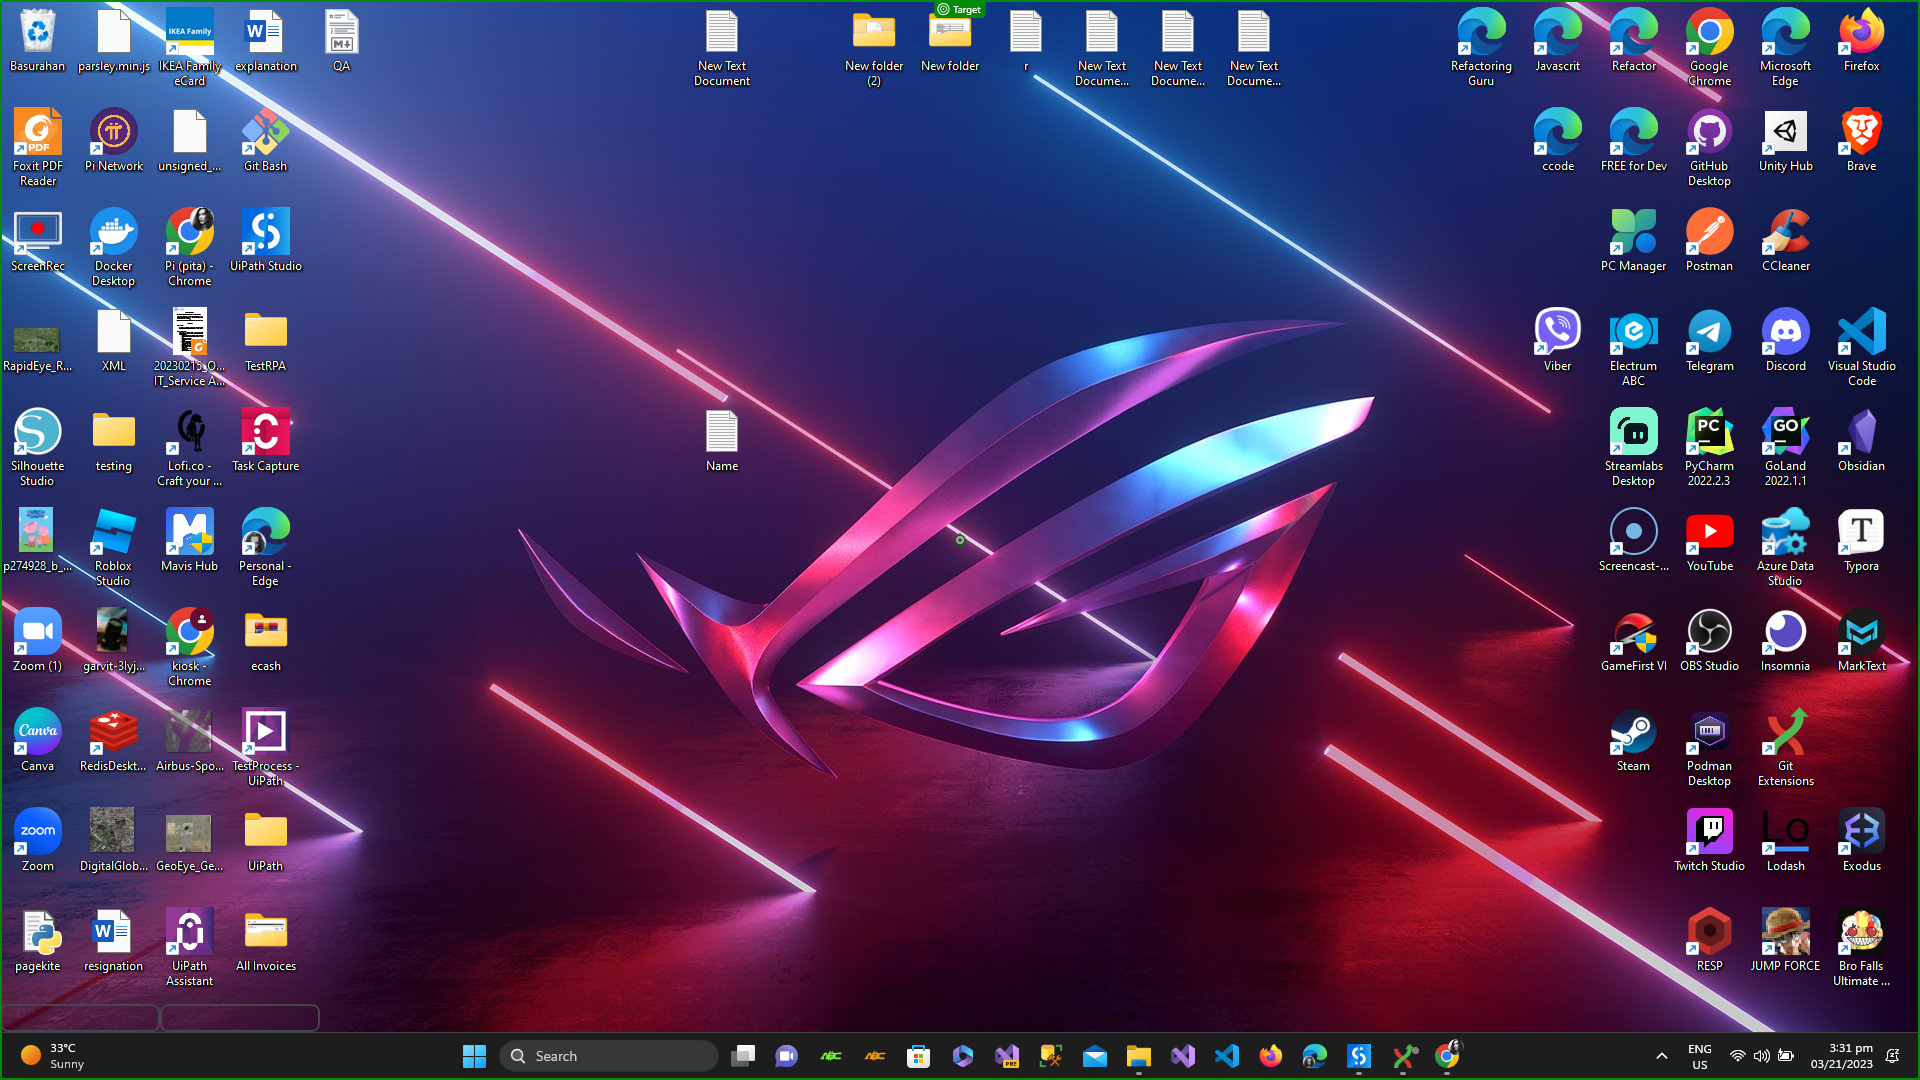 Target
Basurahan
parsley.min.js
IKEA Family
IKEA Family
eCard
explanation
QA
New Text
Document
New folder
(2)
New folder
r
New Text
Docume...
New Text
Docume...
New Text
Docume...
Refactoring
Guru
Javascrit
Refactor
Google
Chrome
Microsoft
Edge
Firefox
PDF
Foxit PDF
Reader
Pi Network
unsigned_...
Git Bash
ccode
FREE for Dev
GitHub
Desktop
Unity Hub
Brave
ScreenRec
Docker
Desktop
Pi (pita) -
Chrome
UiPath Studio
PC Manager
Postman
CCleaner
RapidEye_R...
XML
20230215_O...
IT_Service A...
TestRPA
Viber
Electrum
ABC
Telegram
Discord
Visual Studio
Code
Silhouette
Studio
testing
Lofi.co -
Craft your ...
Task Capture
Name
Streamlabs
Desktop
PC
PyCharm
2022.2.3
GO
GoLand
2022.1.1
Obsidian
p274928_b_...
Roblox
Studio
Mavis Hub
Personal -
Edge
Screencast-...
YouTube
Azure Data
Studio
Typora
Zoom (1)
garvit-3lyj...
kiosk -
Chrome
ecash
GameFirst VI
OBS Studio
Insomnia
MarkText
Canva
Canva
RedisDeskt...
Airbus-Spo...
TestProcess -
UiPath
Steam
Podman
Desktop
Git
Extensions
zoom
Zoom
DigitalGlob...
GeoEye_Ge...
UiPath
Twitch Studio
Lo
Lodash
Exodus
pagekite
resignation
UiPath
Assistant
All Invoices
RESP
JUMP FORCE
Bro Falls
Ultimate ...
33°C
Sunny
Search
ABC
ABC
PRE
ENG
US
3:31 pm
03/21/2023